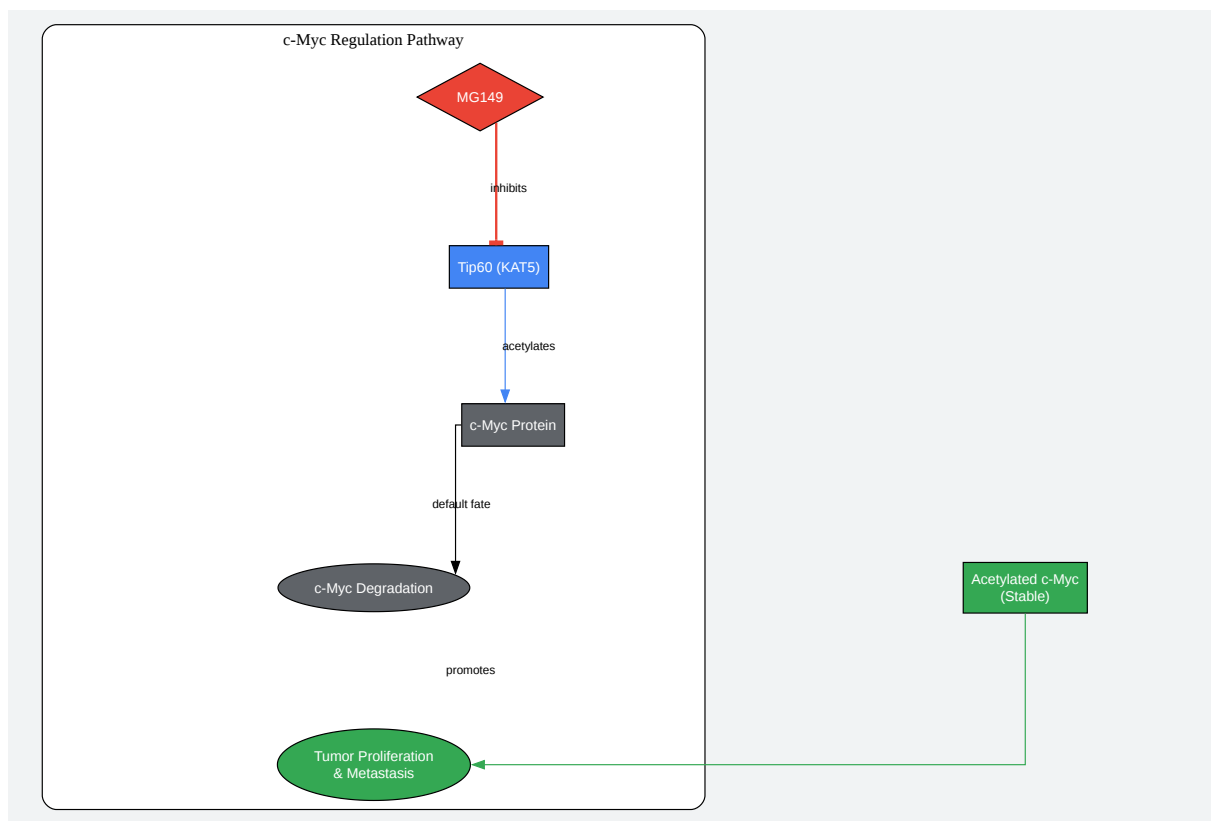 c-Myc Regulation Pathway
MG149
inhibits
Tip60 (KAT5)
acetylates
c-Myc Protein
default fate
c-Myc Degradation
Acetylated c-Myc
(Stable)
promotes
Tumor Proliferation
& Metastasis